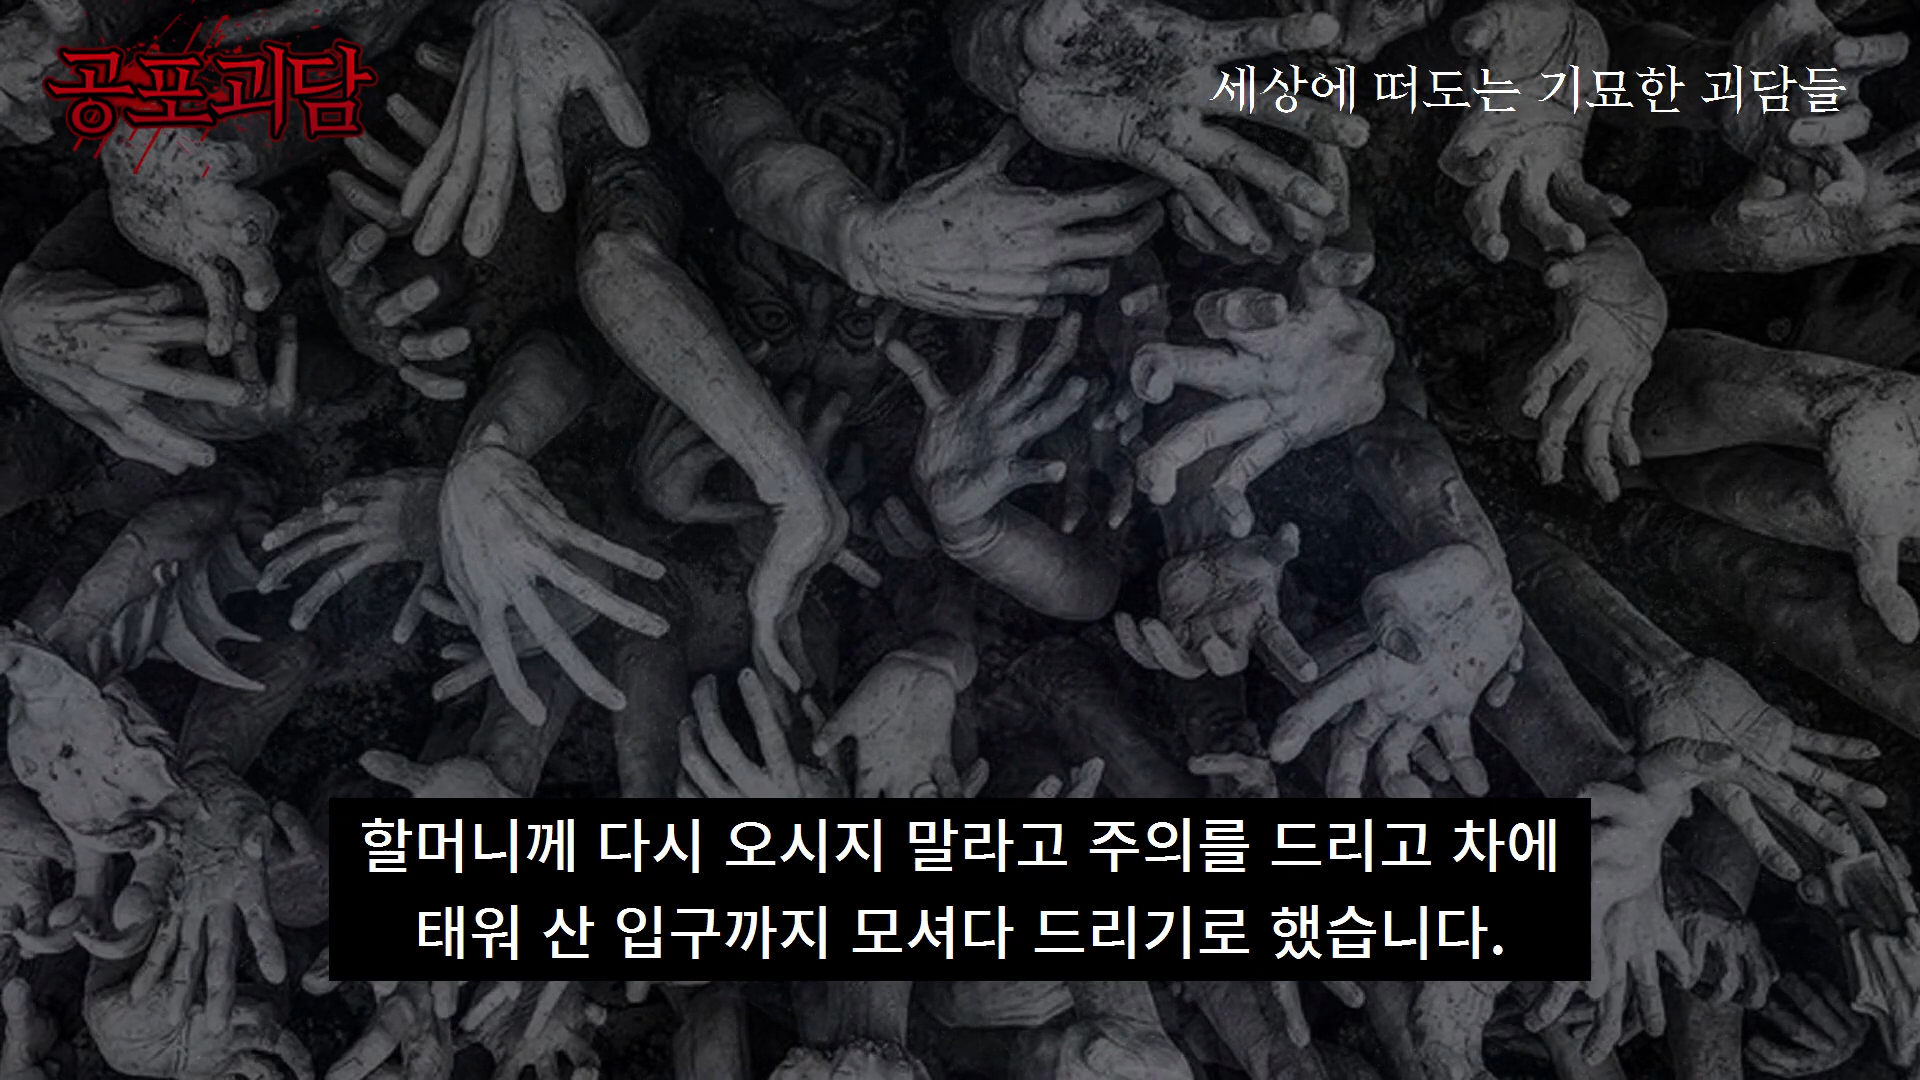 공포괴담
세상에 떠도는 기묘한 괴담들
할머니께 다시 오시지 말라고 주의를 드리고 차에
태워 산 입구까지 모셔다 드리기로 했습니다.